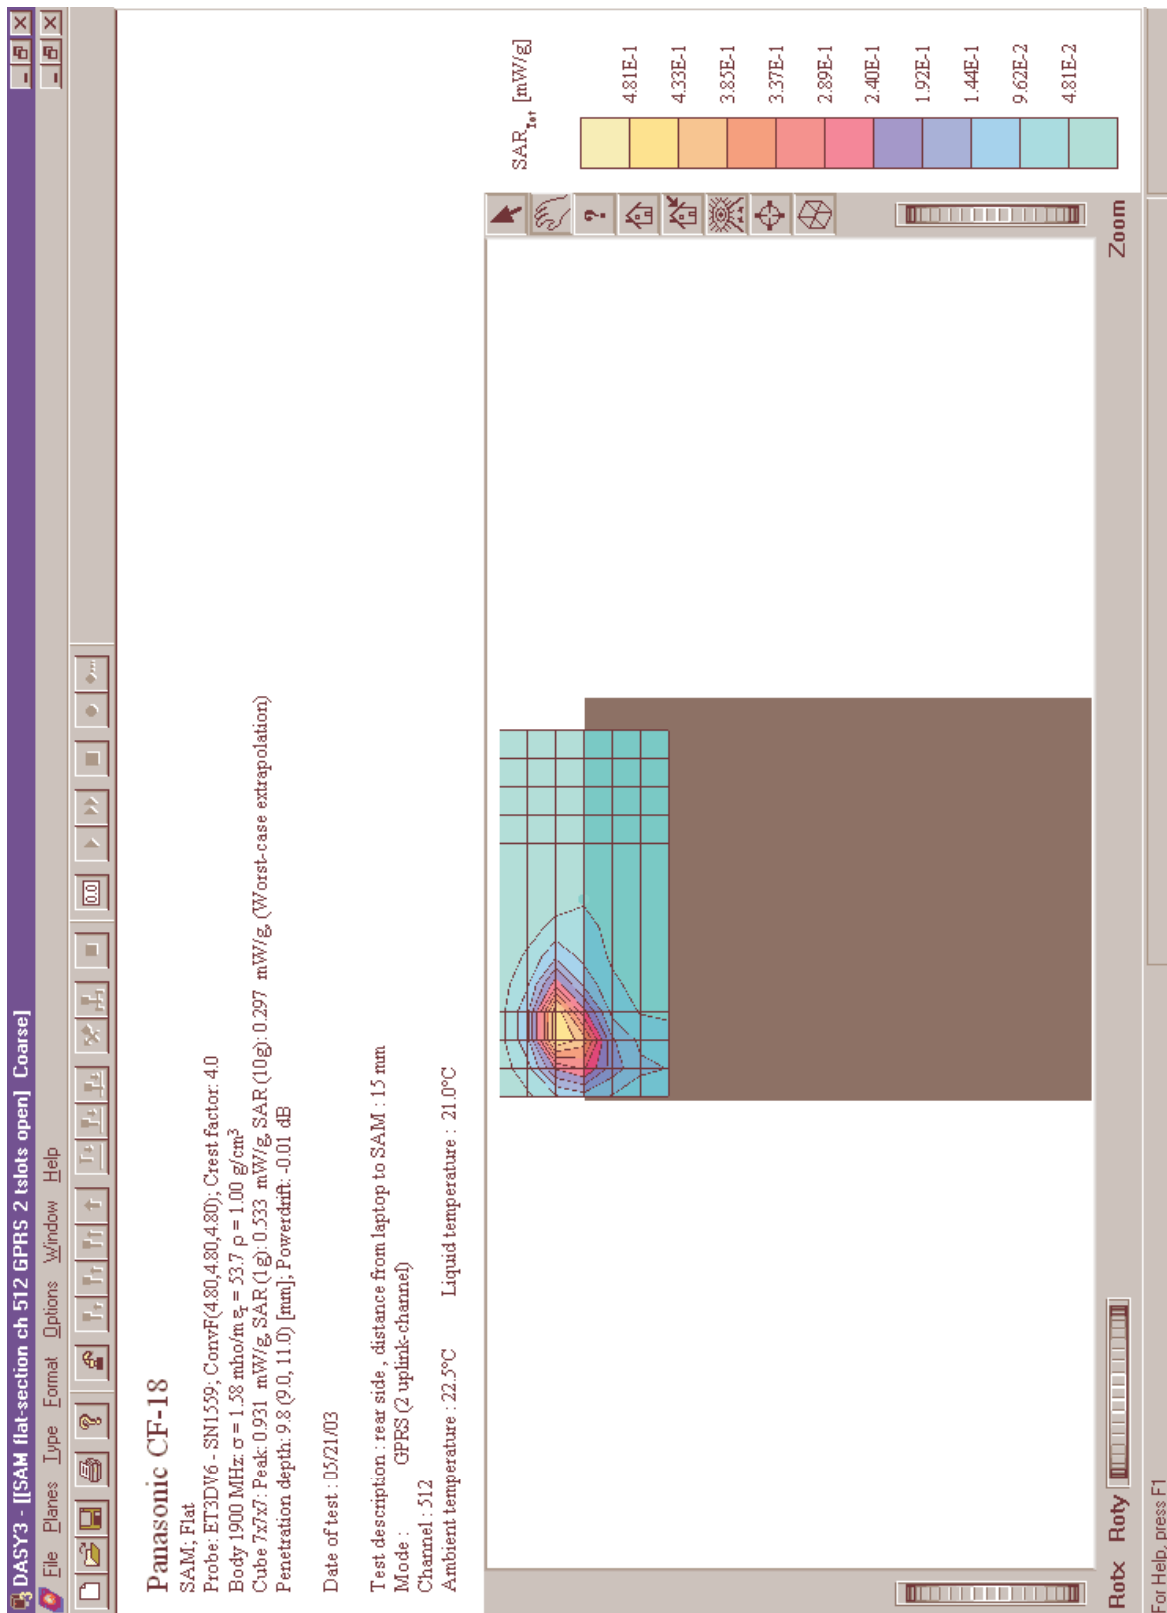 DASY3 - [[SAM flat-section ch 512 GPRS 2 tslots open] Coarse]
File Planes Type Format Options Window Help
0.0
Panasonic CF-18
SAM; Flat
Probe: ET3DV6 - SN1559; ConvF(4.80,4.80,4.80); Crest factor: 4.0
Body 1900 MHz: σ = 1.58 mho/m εr = 53.7 ρ = 1.00 g/cm³
Cube 7x7x7: Peak: 0.931 mW/g, SAR (1g): 0.533 mW/g, SAR (10g): 0.297 mW/g, (Worst-case extrapolation)
Penetration depth: 9.8 (9.0, 11.0) [mm]; Powerdrift: -0.01 dB
Date of test : 05/21/03
Test description : rear side , distance from laptop to SAM : 15 mm
Mode : GPRS (2 uplink-channel)
Channel : 512
Ambient temperature : 22.5°C Liquid temperature : 21.0°C
SARTot [mW/g]
4.81E-1
4.33E-1
3.85E-1
3.37E-1
2.89E-1
2.40E-1
1.92E-1
1.44E-1
9.62E-2
4.81E-2
Rotx Roty Zoom
For Help, press F1